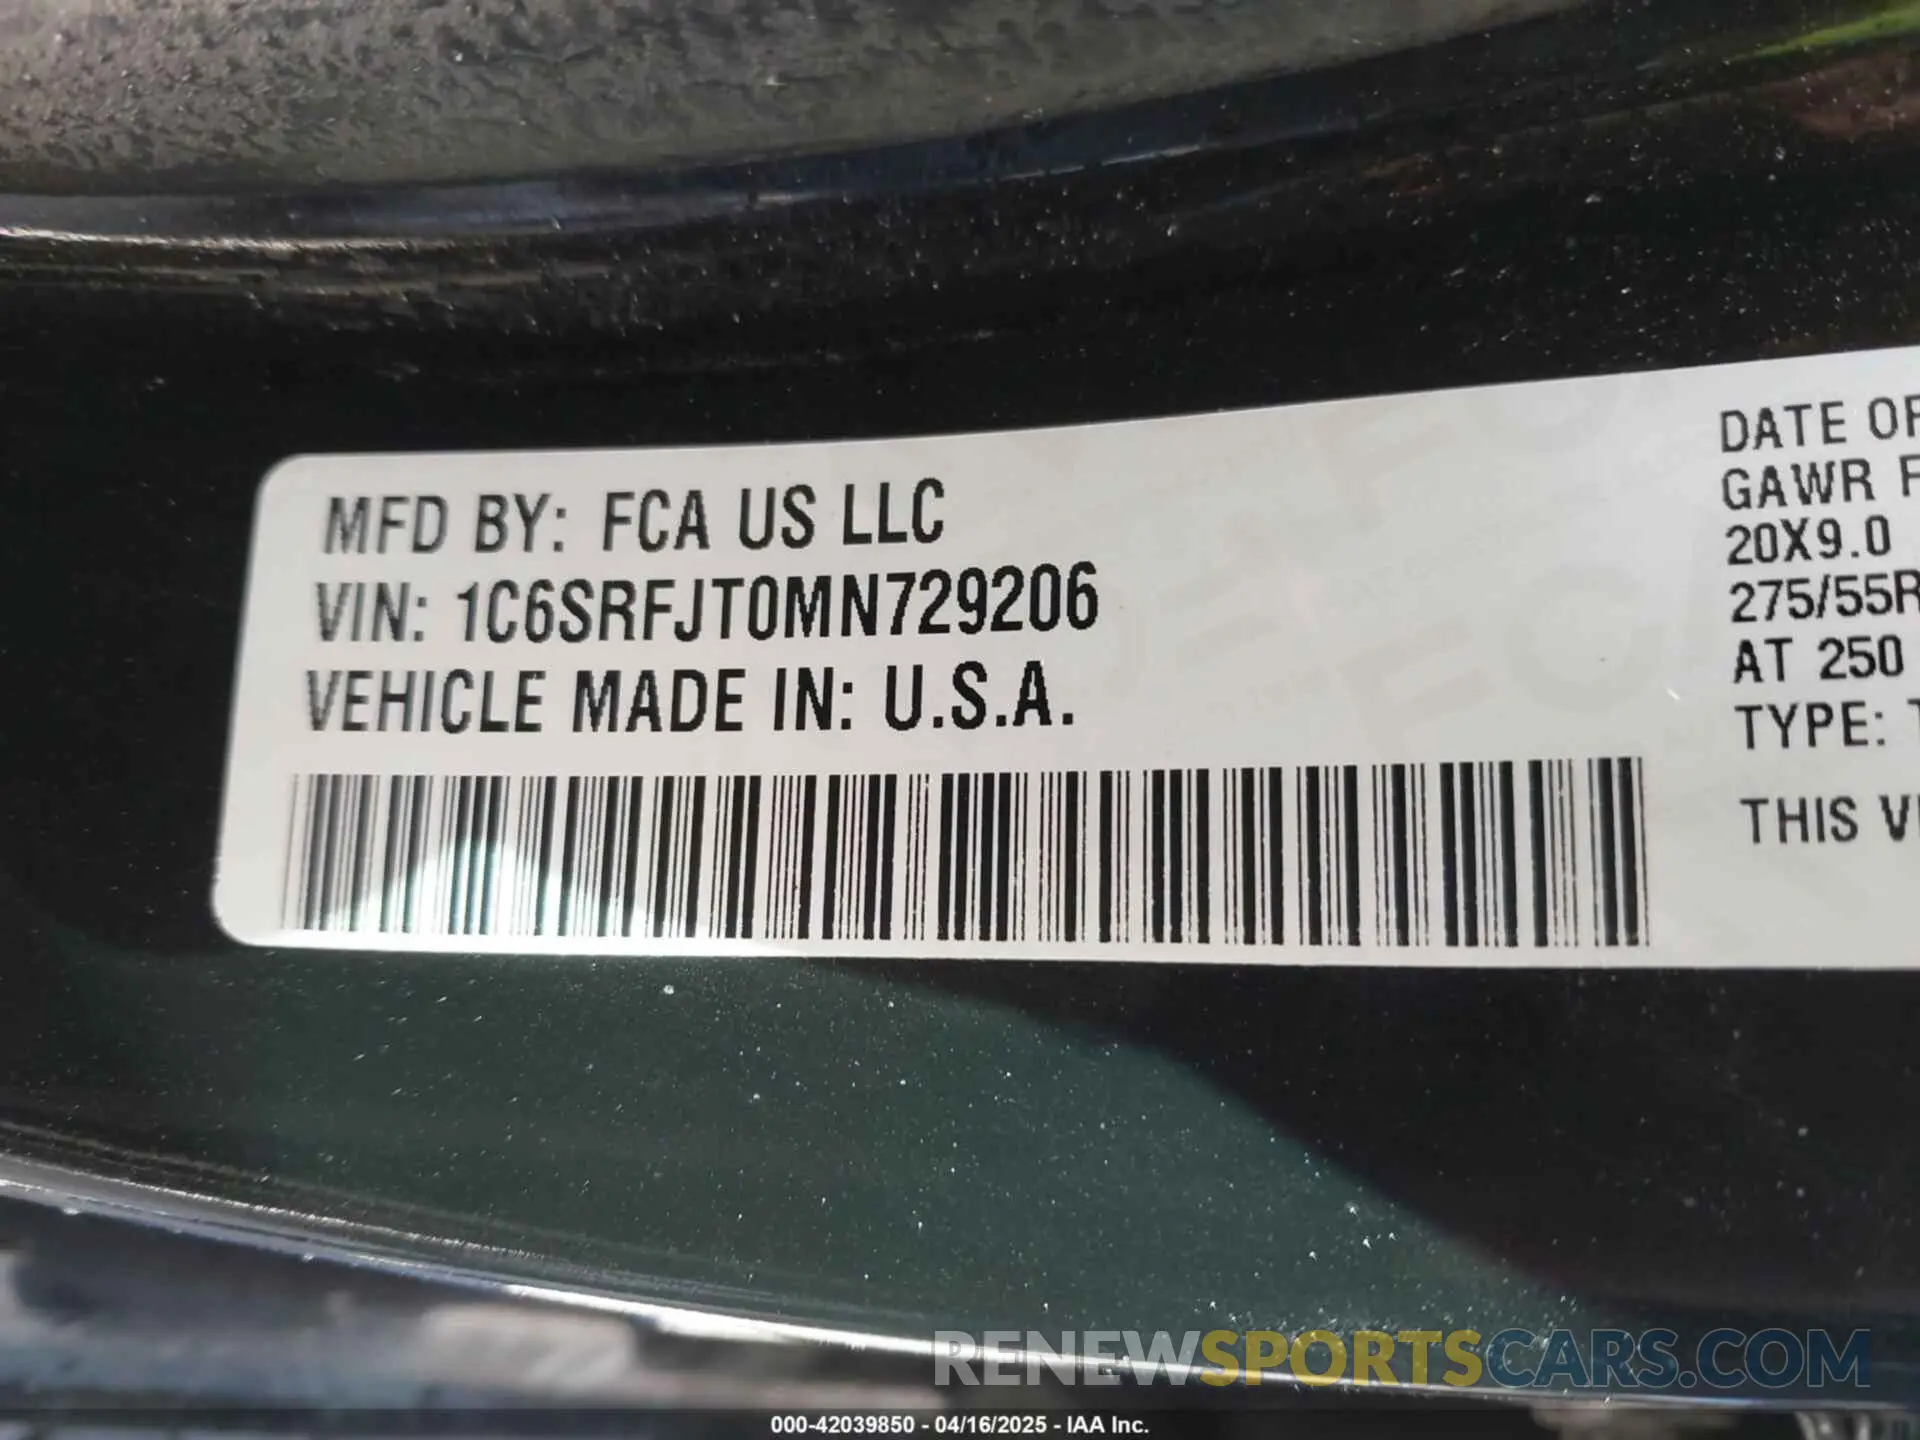 MFD BY: FCA US LLC
VIN: 1C6SRFJT0MN729206
VEHICLE MADE IN: U.S.A.
DATE OF
GAWR F
20X9.0
275/55R
AT 250
TYPE: T
THIS VE
RENEWSPORTSCARS.COM
000-42039850 - 04/16/2025 - IAA Inc.